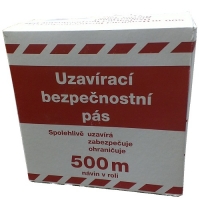 Uzavírací
bezpečnostní
pás
Spolehlivě uzavírá
zabezpečuje
ohraničuje
500 m
návin v roli